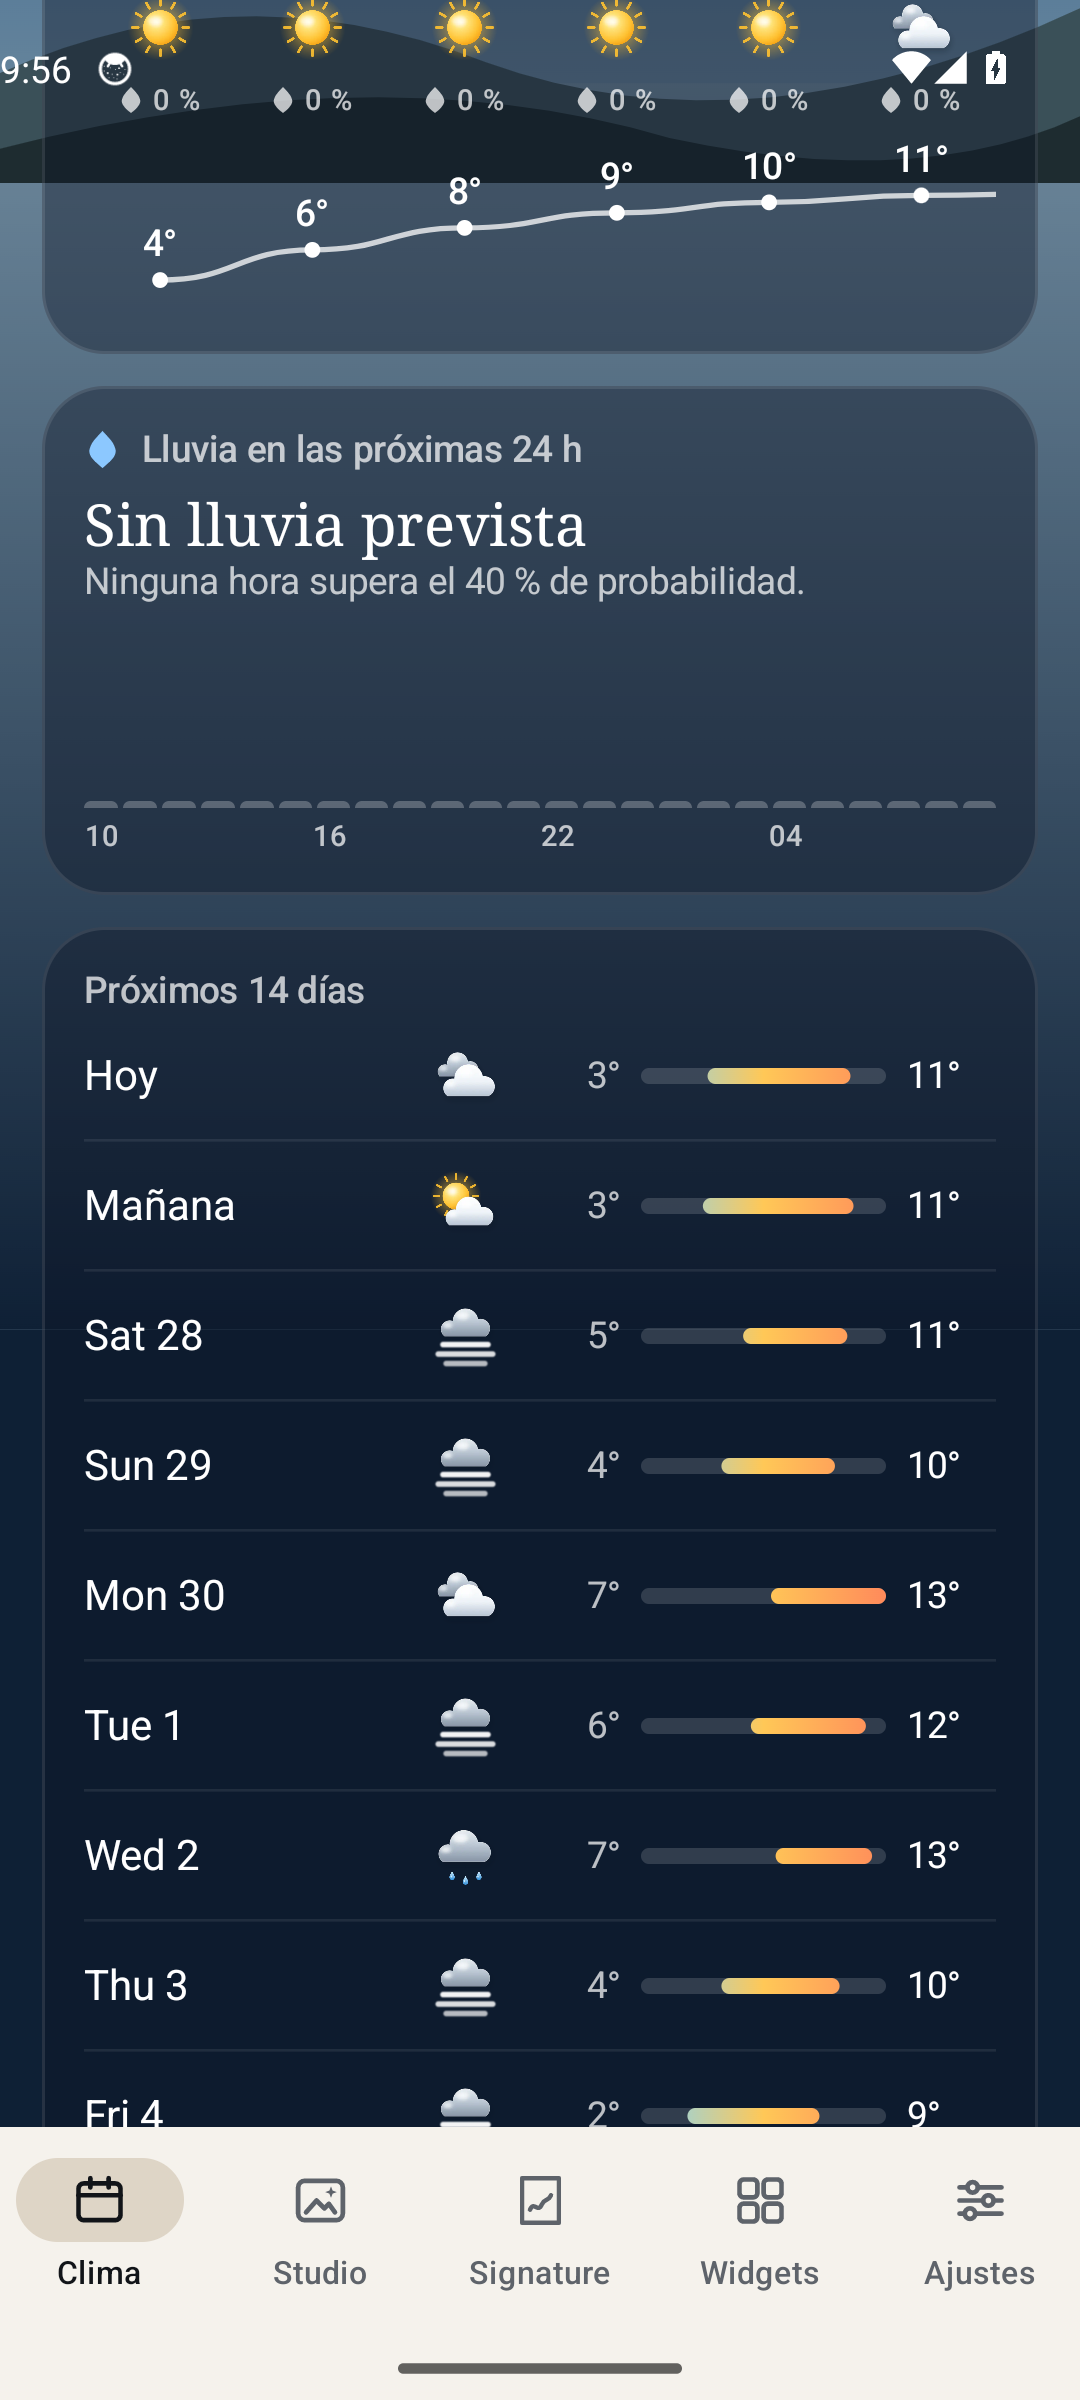 9:56
0 % 0 % 0 % 0 % 0 % 0 %
4° 6° 8° 9° 10° 11°
Lluvia en las próximas 24 h
Sin lluvia prevista
Ninguna hora supera el 40 % de probabilidad.
10 16 22 04
Próximos 14 días
Hoy 3° 11°
Mañana 3° 11°
Sat 28 5° 11°
Sun 29 4° 10°
Mon 30 7° 13°
Tue 1 6° 12°
Wed 2 7° 13°
Thu 3 4° 10°
Fri 4 2° 9°
Clima Studio Signature Widgets Ajustes